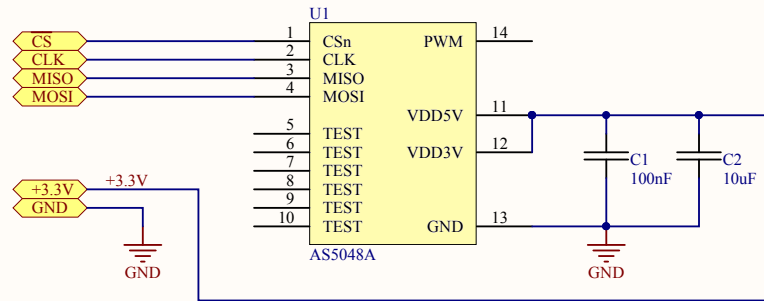 U1
CS 1 CSn PWM 14
CLK 2 CLK
MISO 3 MISO
MOSI 4 MOSI
VDD5V 11
5 TEST
6 TEST VDD3V 12 C1 C2
7 TEST 100nF 10uF
+3.3V +3.3V 8 TEST
GND 9 TEST
10 TEST GND 13
AS5048A
GND GND